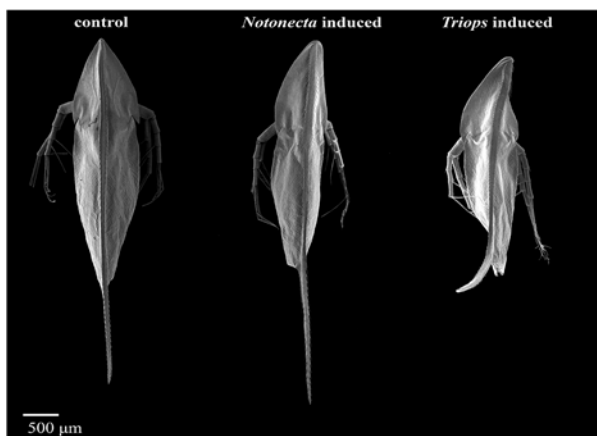 control
Notonecta induced
Triops induced
500 µm